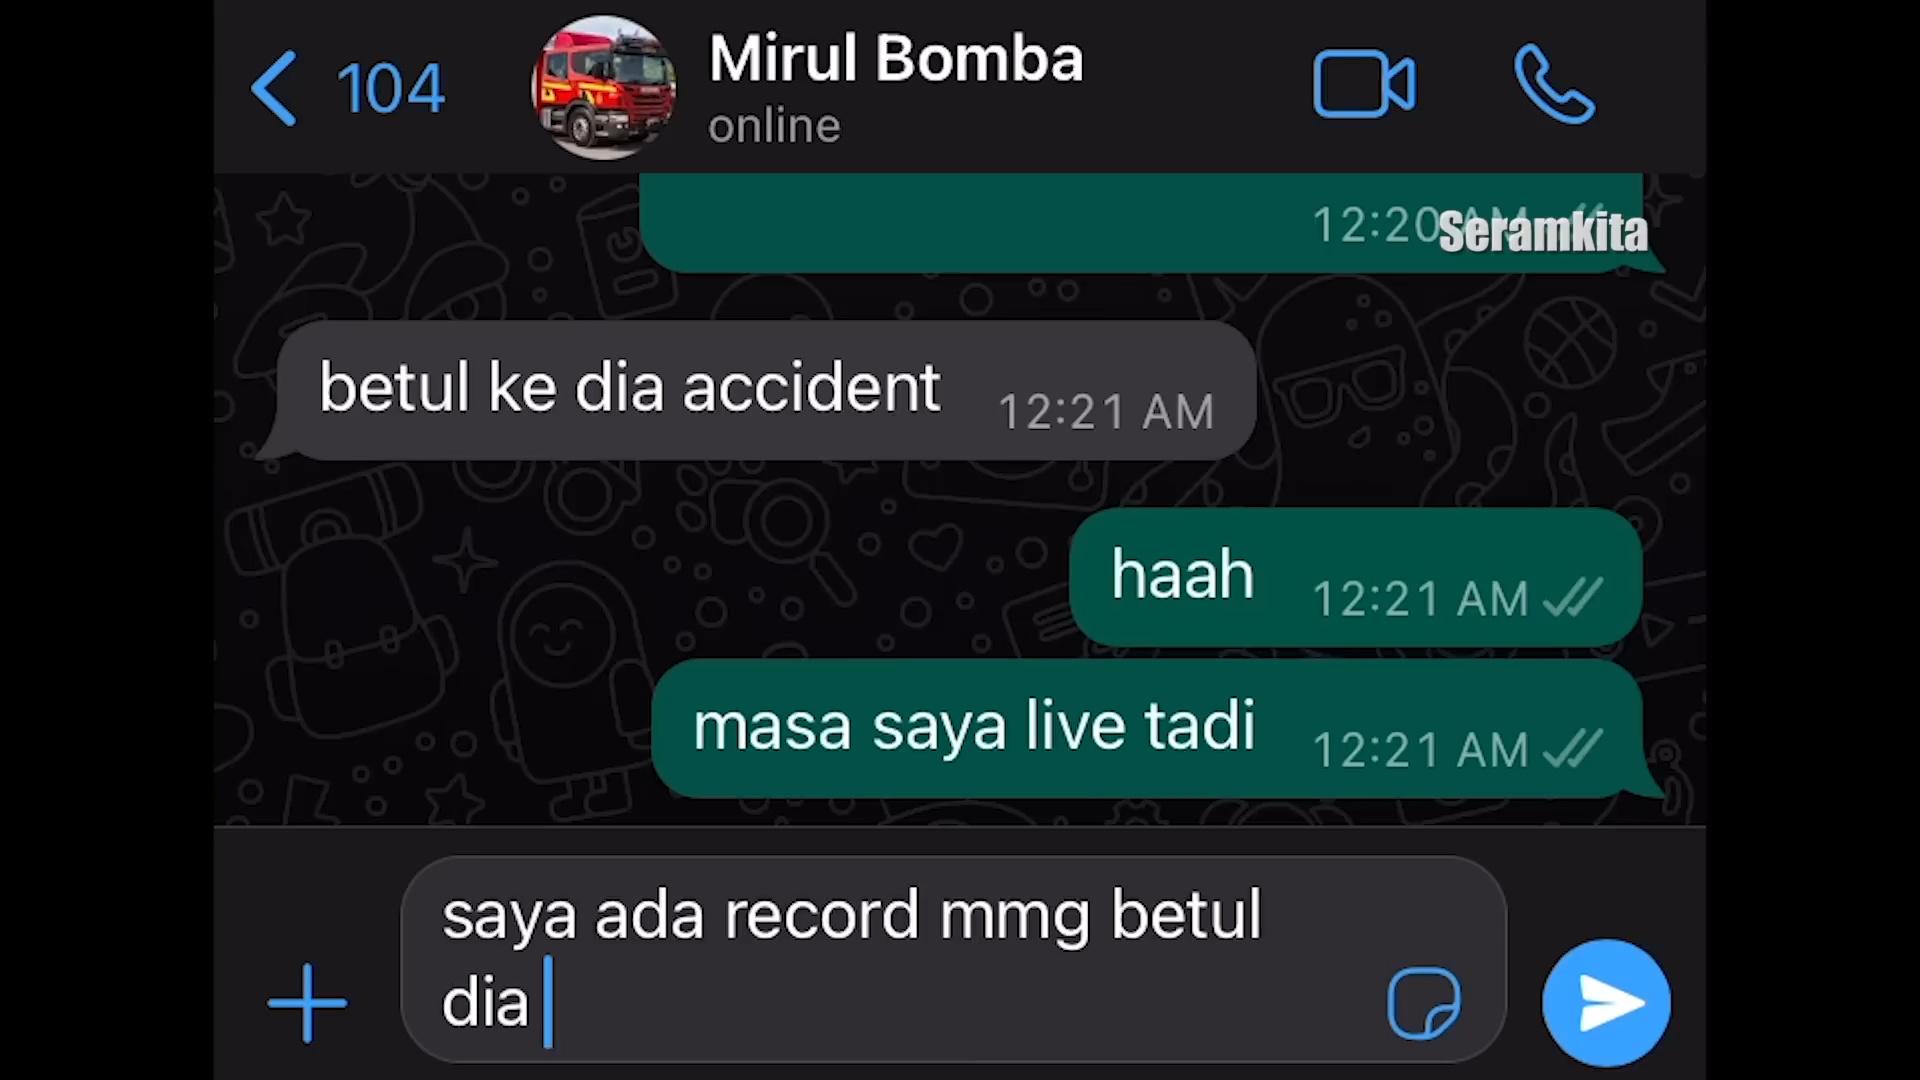 104
Mirul Bomba
online
12:20 AM
Seramkita
betul ke dia accident
12:21 AM
haah
12:21 AM
masa saya live tadi
12:21 AM
saya ada record mmg betul
dia